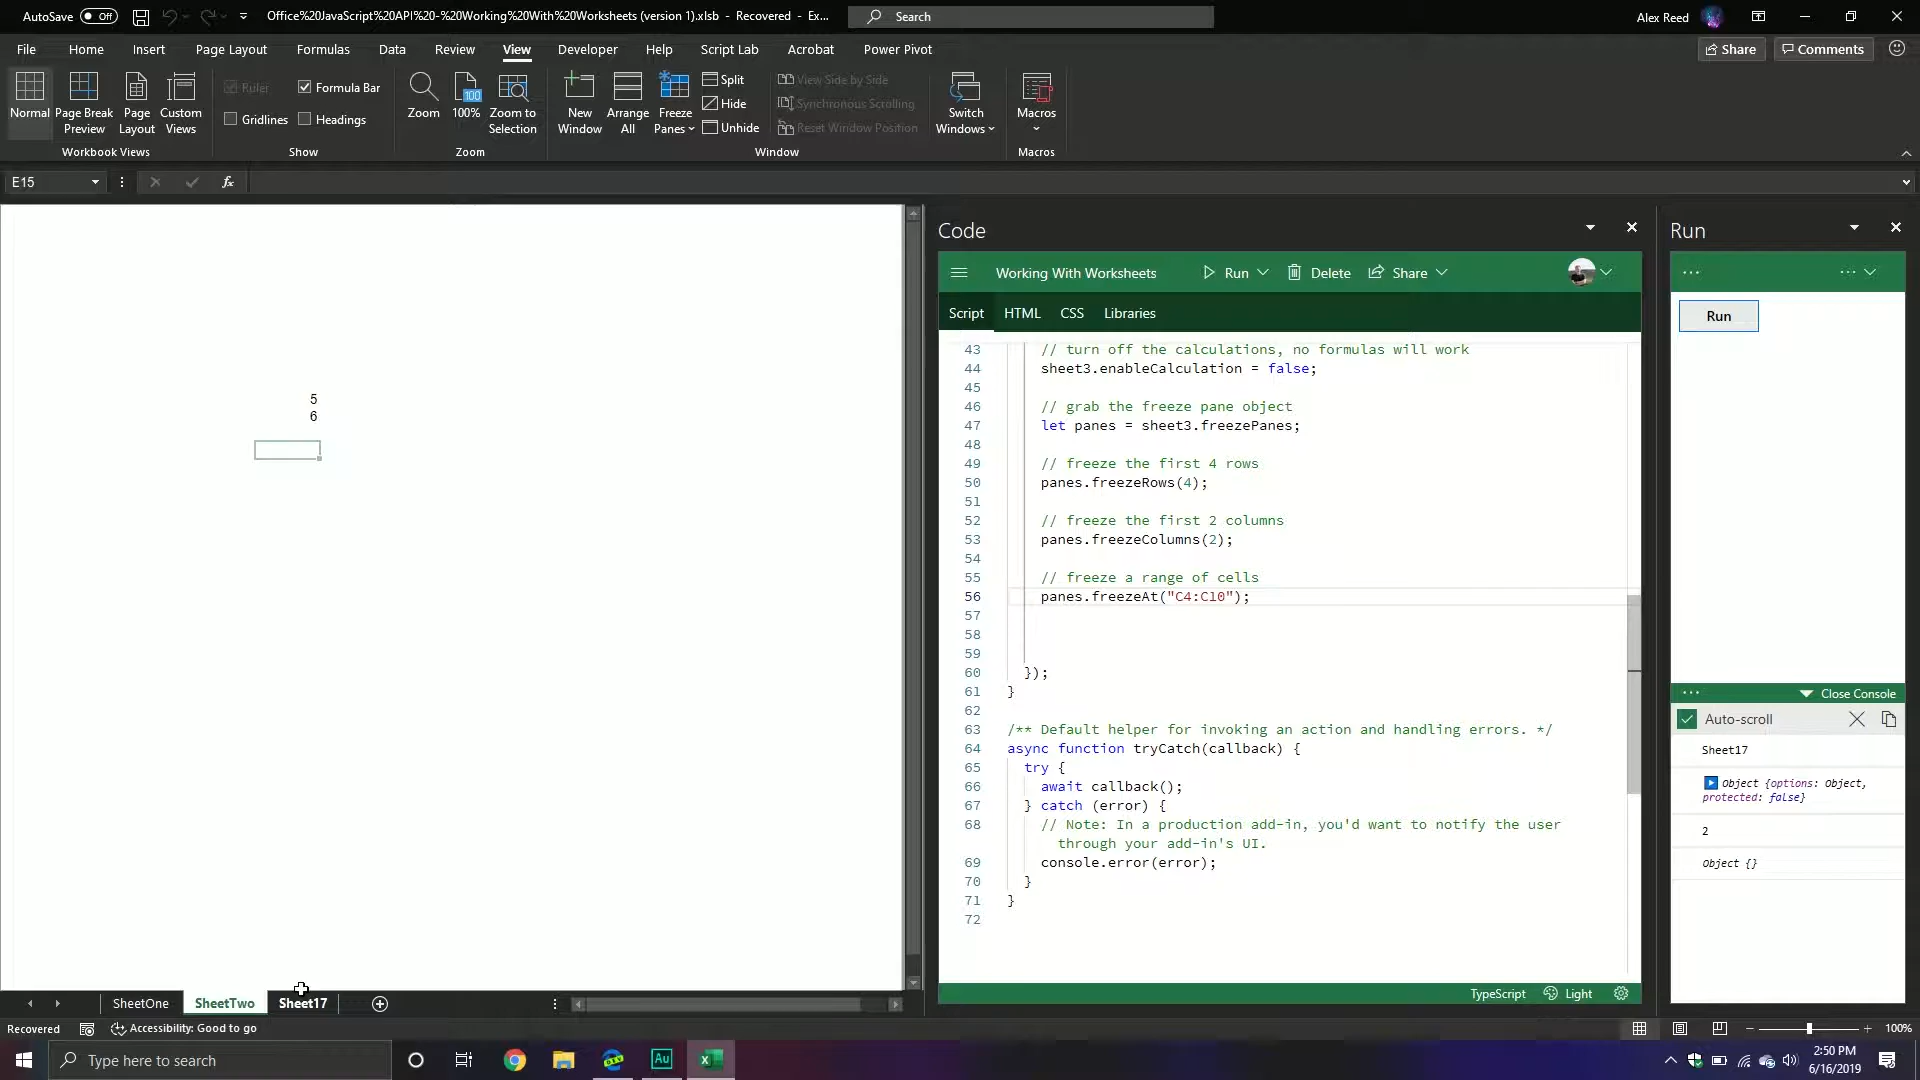 AutoSave Off Office%20JavaScript%20API%20-%20Working%20With%20Worksheets (version 1).xlsb - Recovered - Ex... Search Alex Reed
File Home Insert Page Layout Formulas Data Review View Developer Help Script Lab Acrobat Power Pivot Share Comments
Normal Page Break Preview Page Layout Custom Views
Workbook Views
Ruler Formula Bar
Gridlines Headings
Show
Zoom 100 100% Zoom to Selection
Zoom
New Window Arrange All Freeze Panes Split Hide Unhide
View Side by Side
Synchronous Scrolling
Reset Window Position
Switch Windows
Window
Macros
Macros
E15 fx
5
6
Code
Working With Worksheets Run Delete Share
Script HTML CSS Libraries
43 // turn off the calculations, no formulas will work
44 sheet3.enableCalculation = false;
45
46 // grab the freeze pane object
47 let panes = sheet3.freezePanes;
48
49 // freeze the first 4 rows
50 panes.freezeRows(4);
51
52 // freeze the first 2 columns
53 panes.freezeColumns(2);
54
55 // freeze a range of cells
56 panes.freezeAt("C4:C10");
57
58
59
60 });
61 }
62
63 /** Default helper for invoking an action and handling errors. */
64 async function tryCatch(callback) {
65 try {
66 await callback();
67 } catch (error) {
68 // Note: In a production add-in, you'd want to notify the user
through your add-in's UI.
69 console.error(error);
70 }
71 }
72
TypeScript Light
Run
Run
Close Console
Auto-scroll
Sheet17
Object {options: Object,
protected: false}
2
Object {}
SheetOne SheetTwo Sheet17
Recovered Accessibility: Good to go 100%
Type here to search Au 2:50 PM
6/16/2019